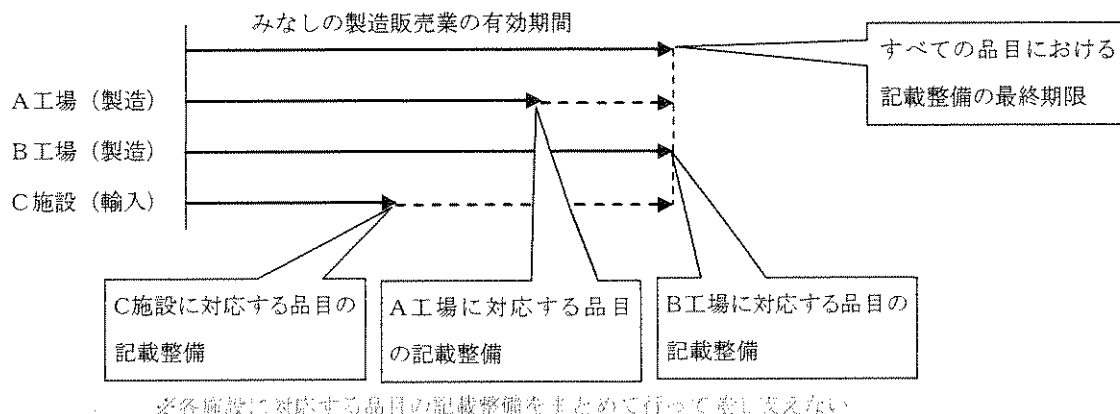 みなしの製造販売業の有効期間
すべての品目における
記載整備の最終期限
A工場（製造）
B工場（製造）
C施設（輸入）
C施設に対応する品目の
記載整備
A工場に対応する品目
の記載整備
B工場に対応する品目の
記載整備
※各施設に対応する品目の記載整備をまとめて行って差し支えない